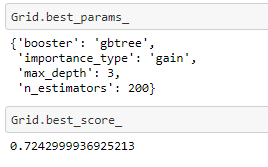 Grid.best_params_
{'booster': 'gbtree',
 'importance_type': 'gain',
 'max_depth': 3,
 'n_estimators': 200}
Grid.best_score_
0.7242999936925213